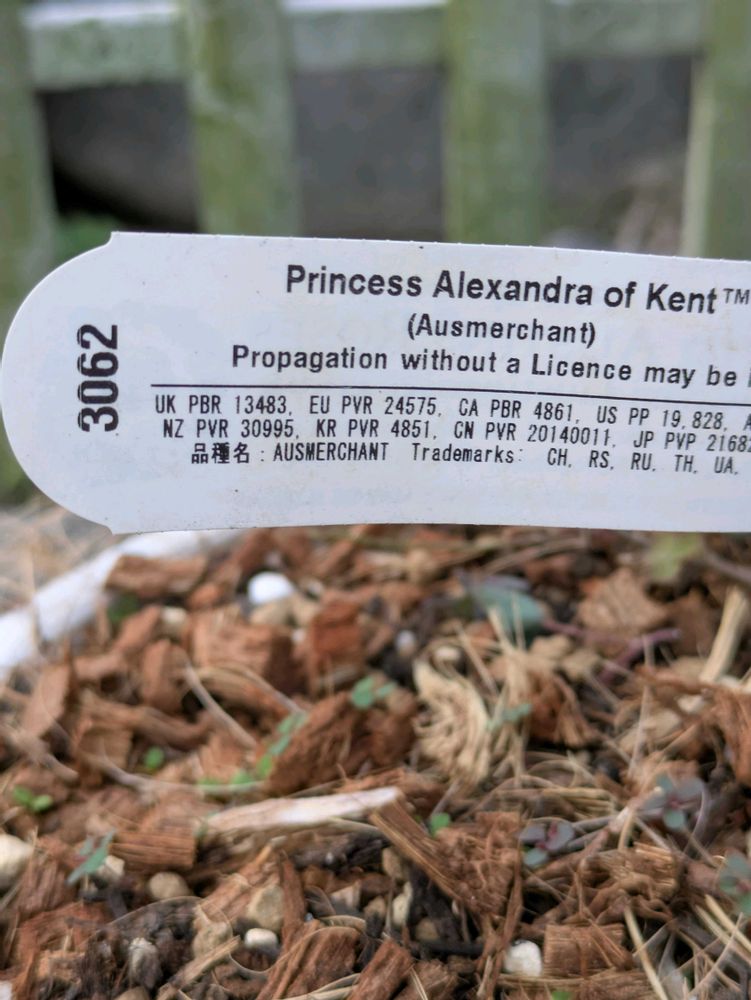 3062
Princess Alexandra of Kent™
(Ausmerchant)
Propagation without a Licence may be
UK PBR 13483, EU PVR 24575, CA PBR 4861, US PP 19,828,
NZ PVR 30995, KR PVR 4851, CN PVR 20140011, JP PVP
品種名 : AUSMERCHANT Trademarks: CH, RS, RU, TH, UA,